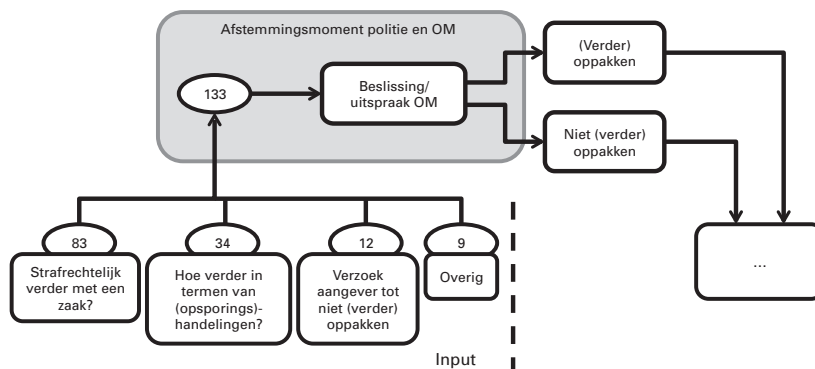 Afstemmingsmoment politie en OM
133
Beslissing/
uitspraak OM
(Verder)
oppakken
Niet (verder)
oppakken
83
Strafrechtelijk
verder met een
zaak?
34
Hoe verder in
termen van
(opsporings)-
handelingen?
12
Verzoek
aangever tot
niet (verder)
oppakken
9
Overig
...
Input